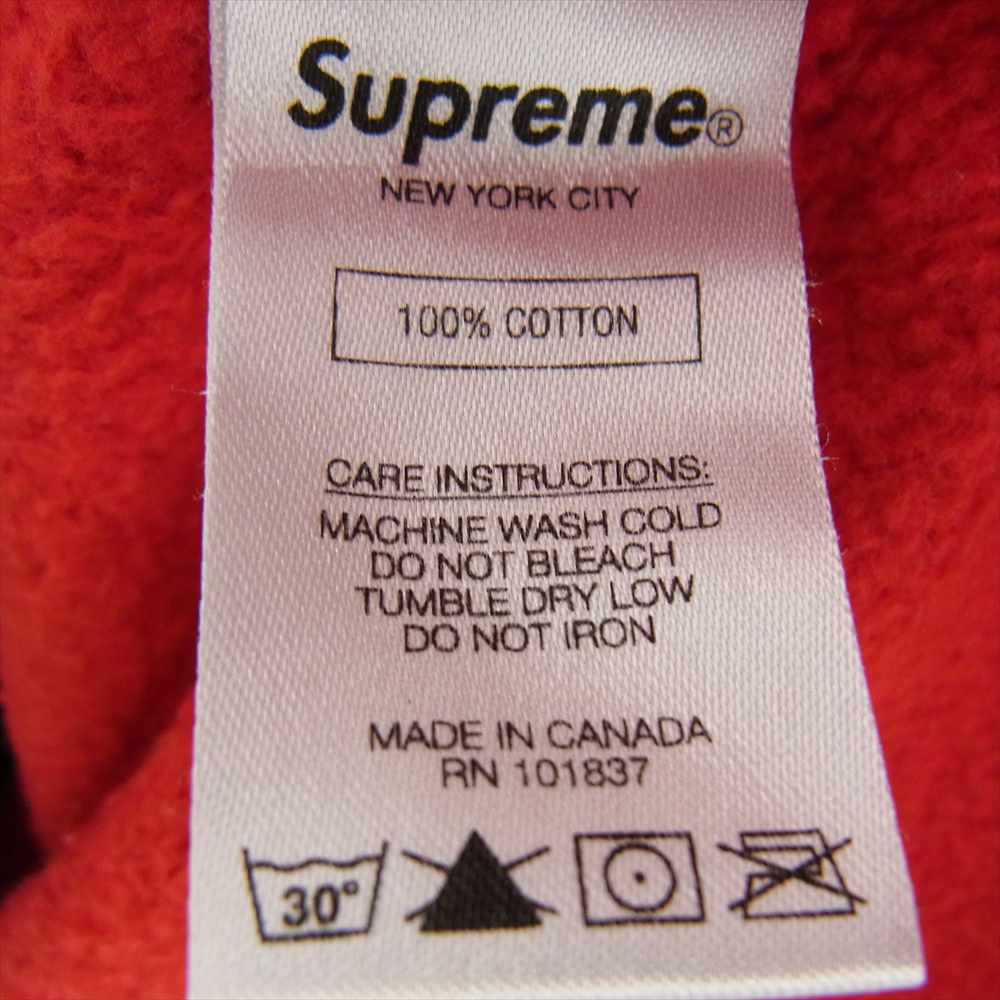 Supreme®
NEW YORK CITY
100% COTTON
CARE INSTRUCTIONS:
MACHINE WASH COLD
DO NOT BLEACH
TUMBLE DRY LOW
DO NOT IRON
MADE IN CANADA
RN 101837
30°